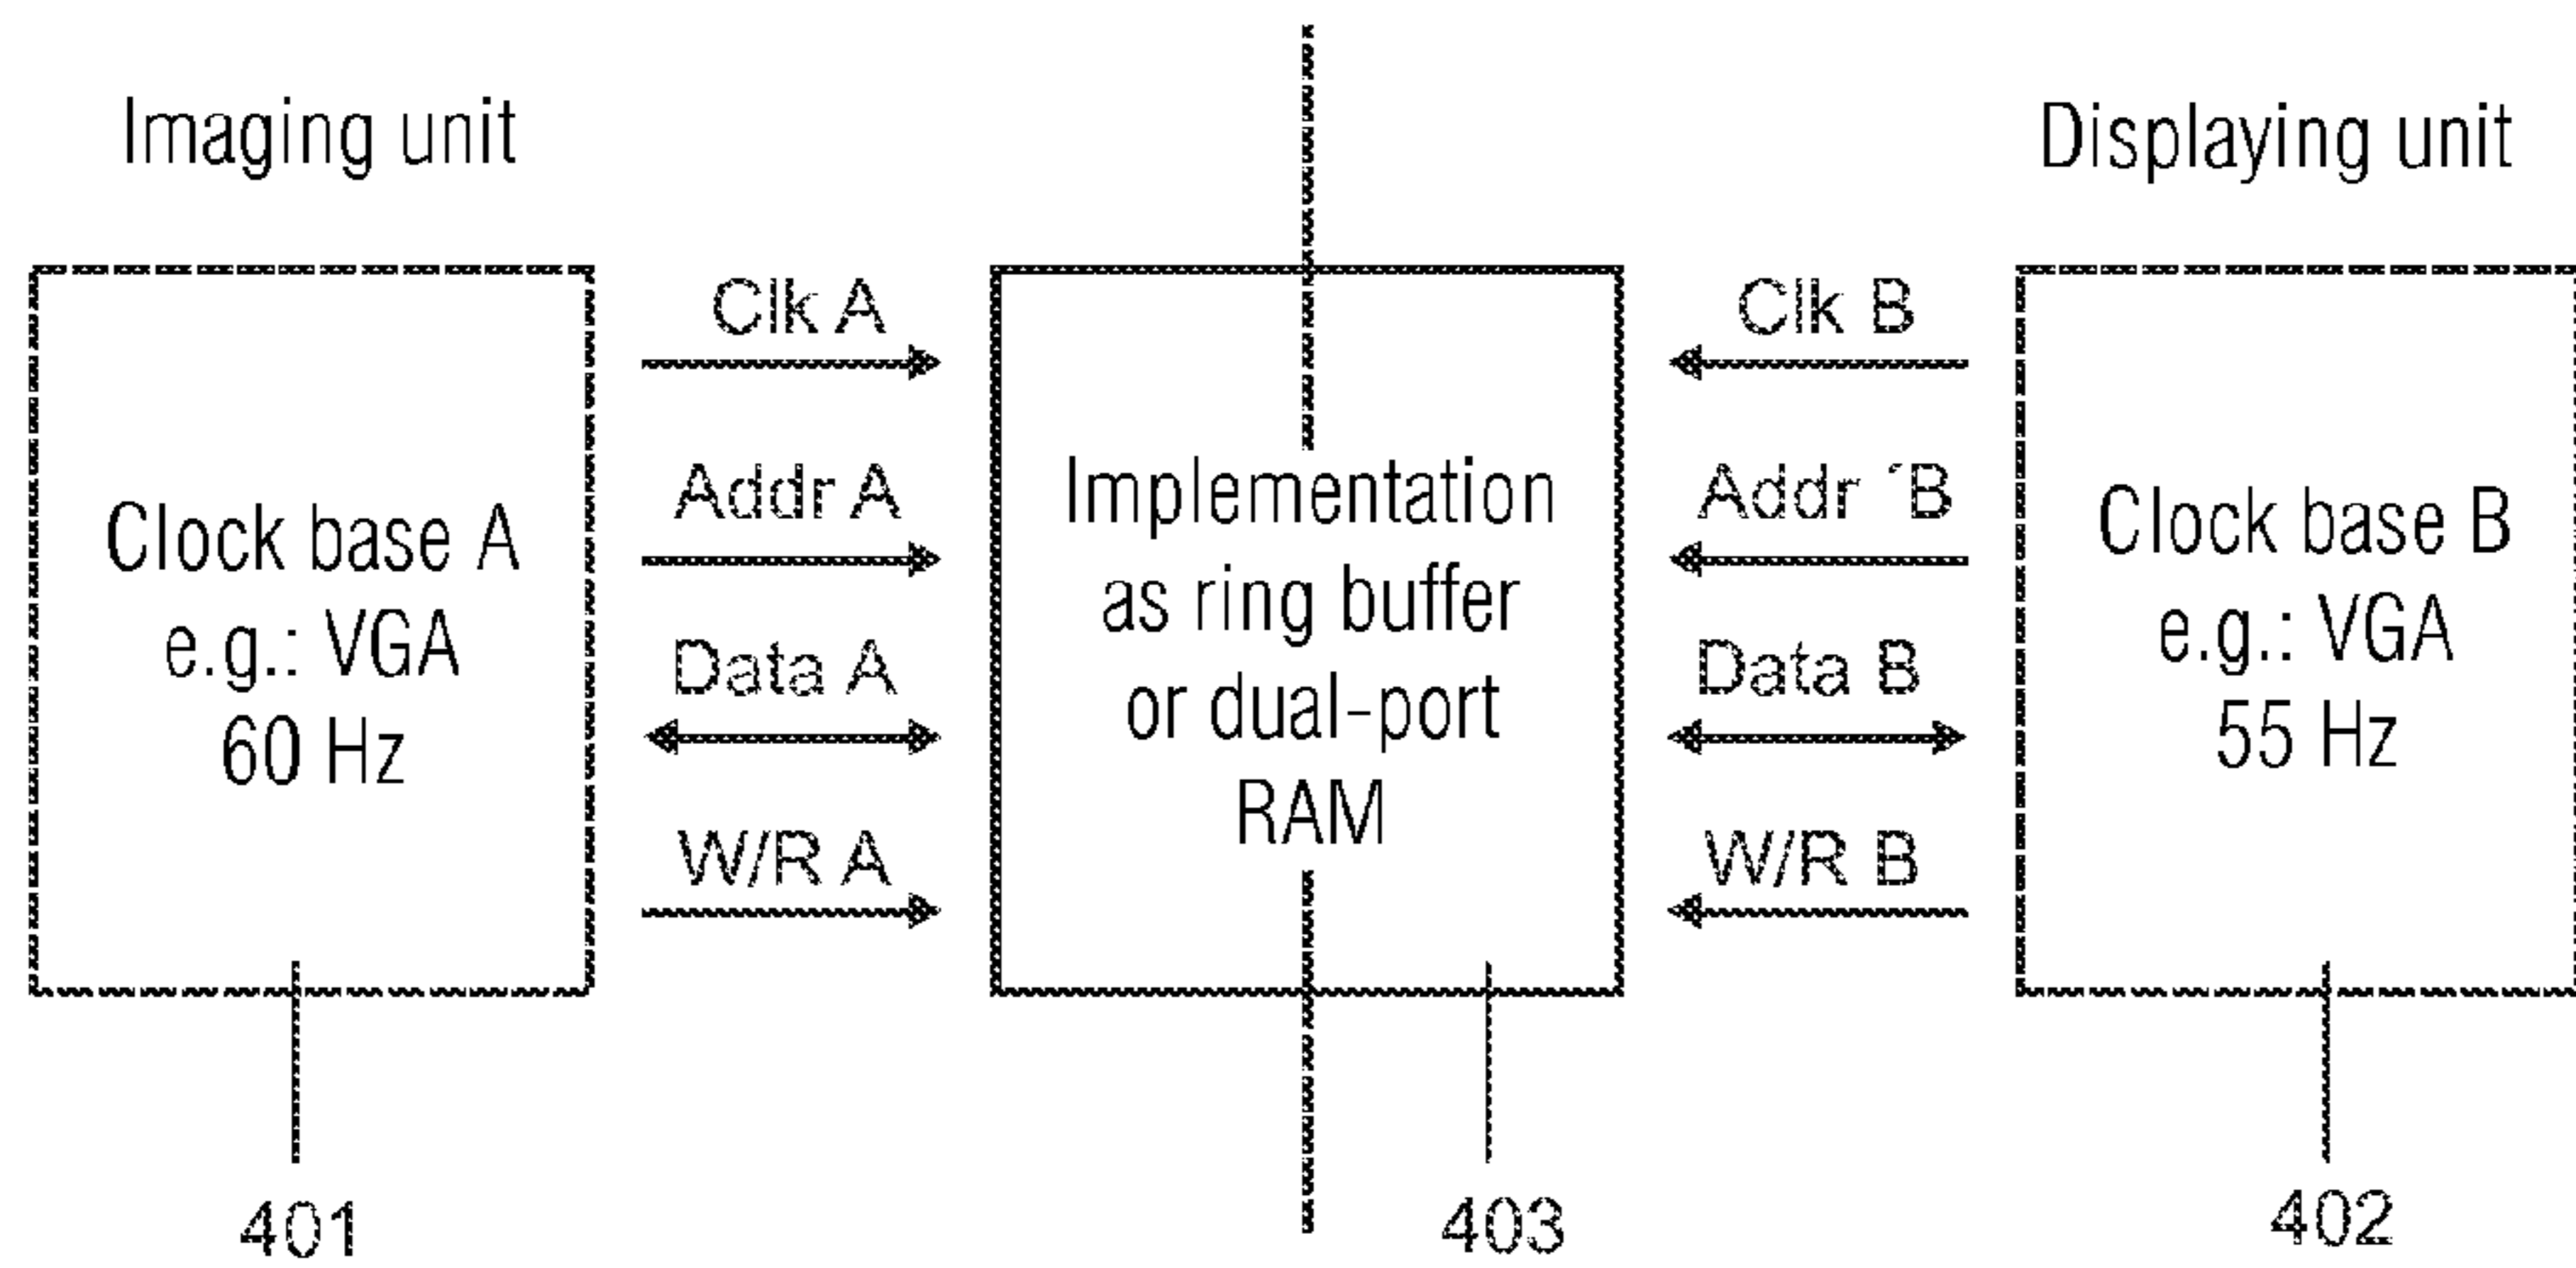 Imaging unit
Displaying unit
Clock base A
e.g.: VGA
60 Hz
Clk A
Addr A
Data A
W/R A
Implementation
as ring buffer
or dual-port
RAM
Clk B
Addr ´B
Data B
W/R B
Clock base B
e.g.: VGA
55 Hz
401
403
402